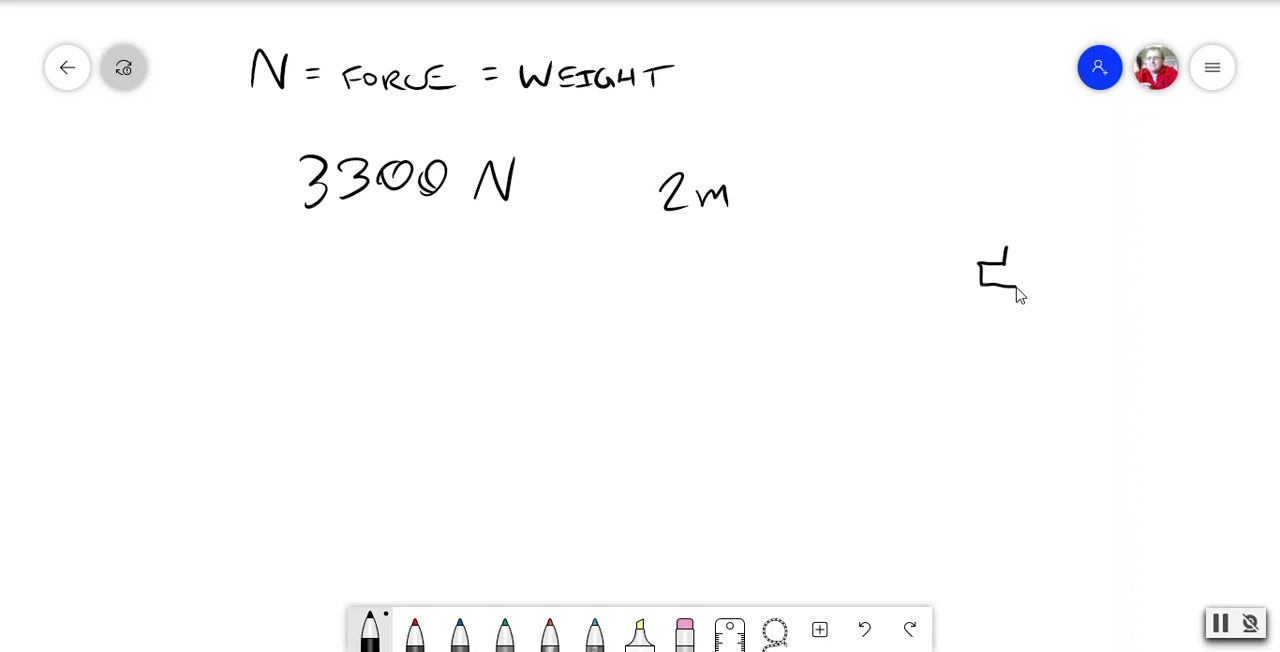 N = FORCE = WEIGHT
3300 N 2m